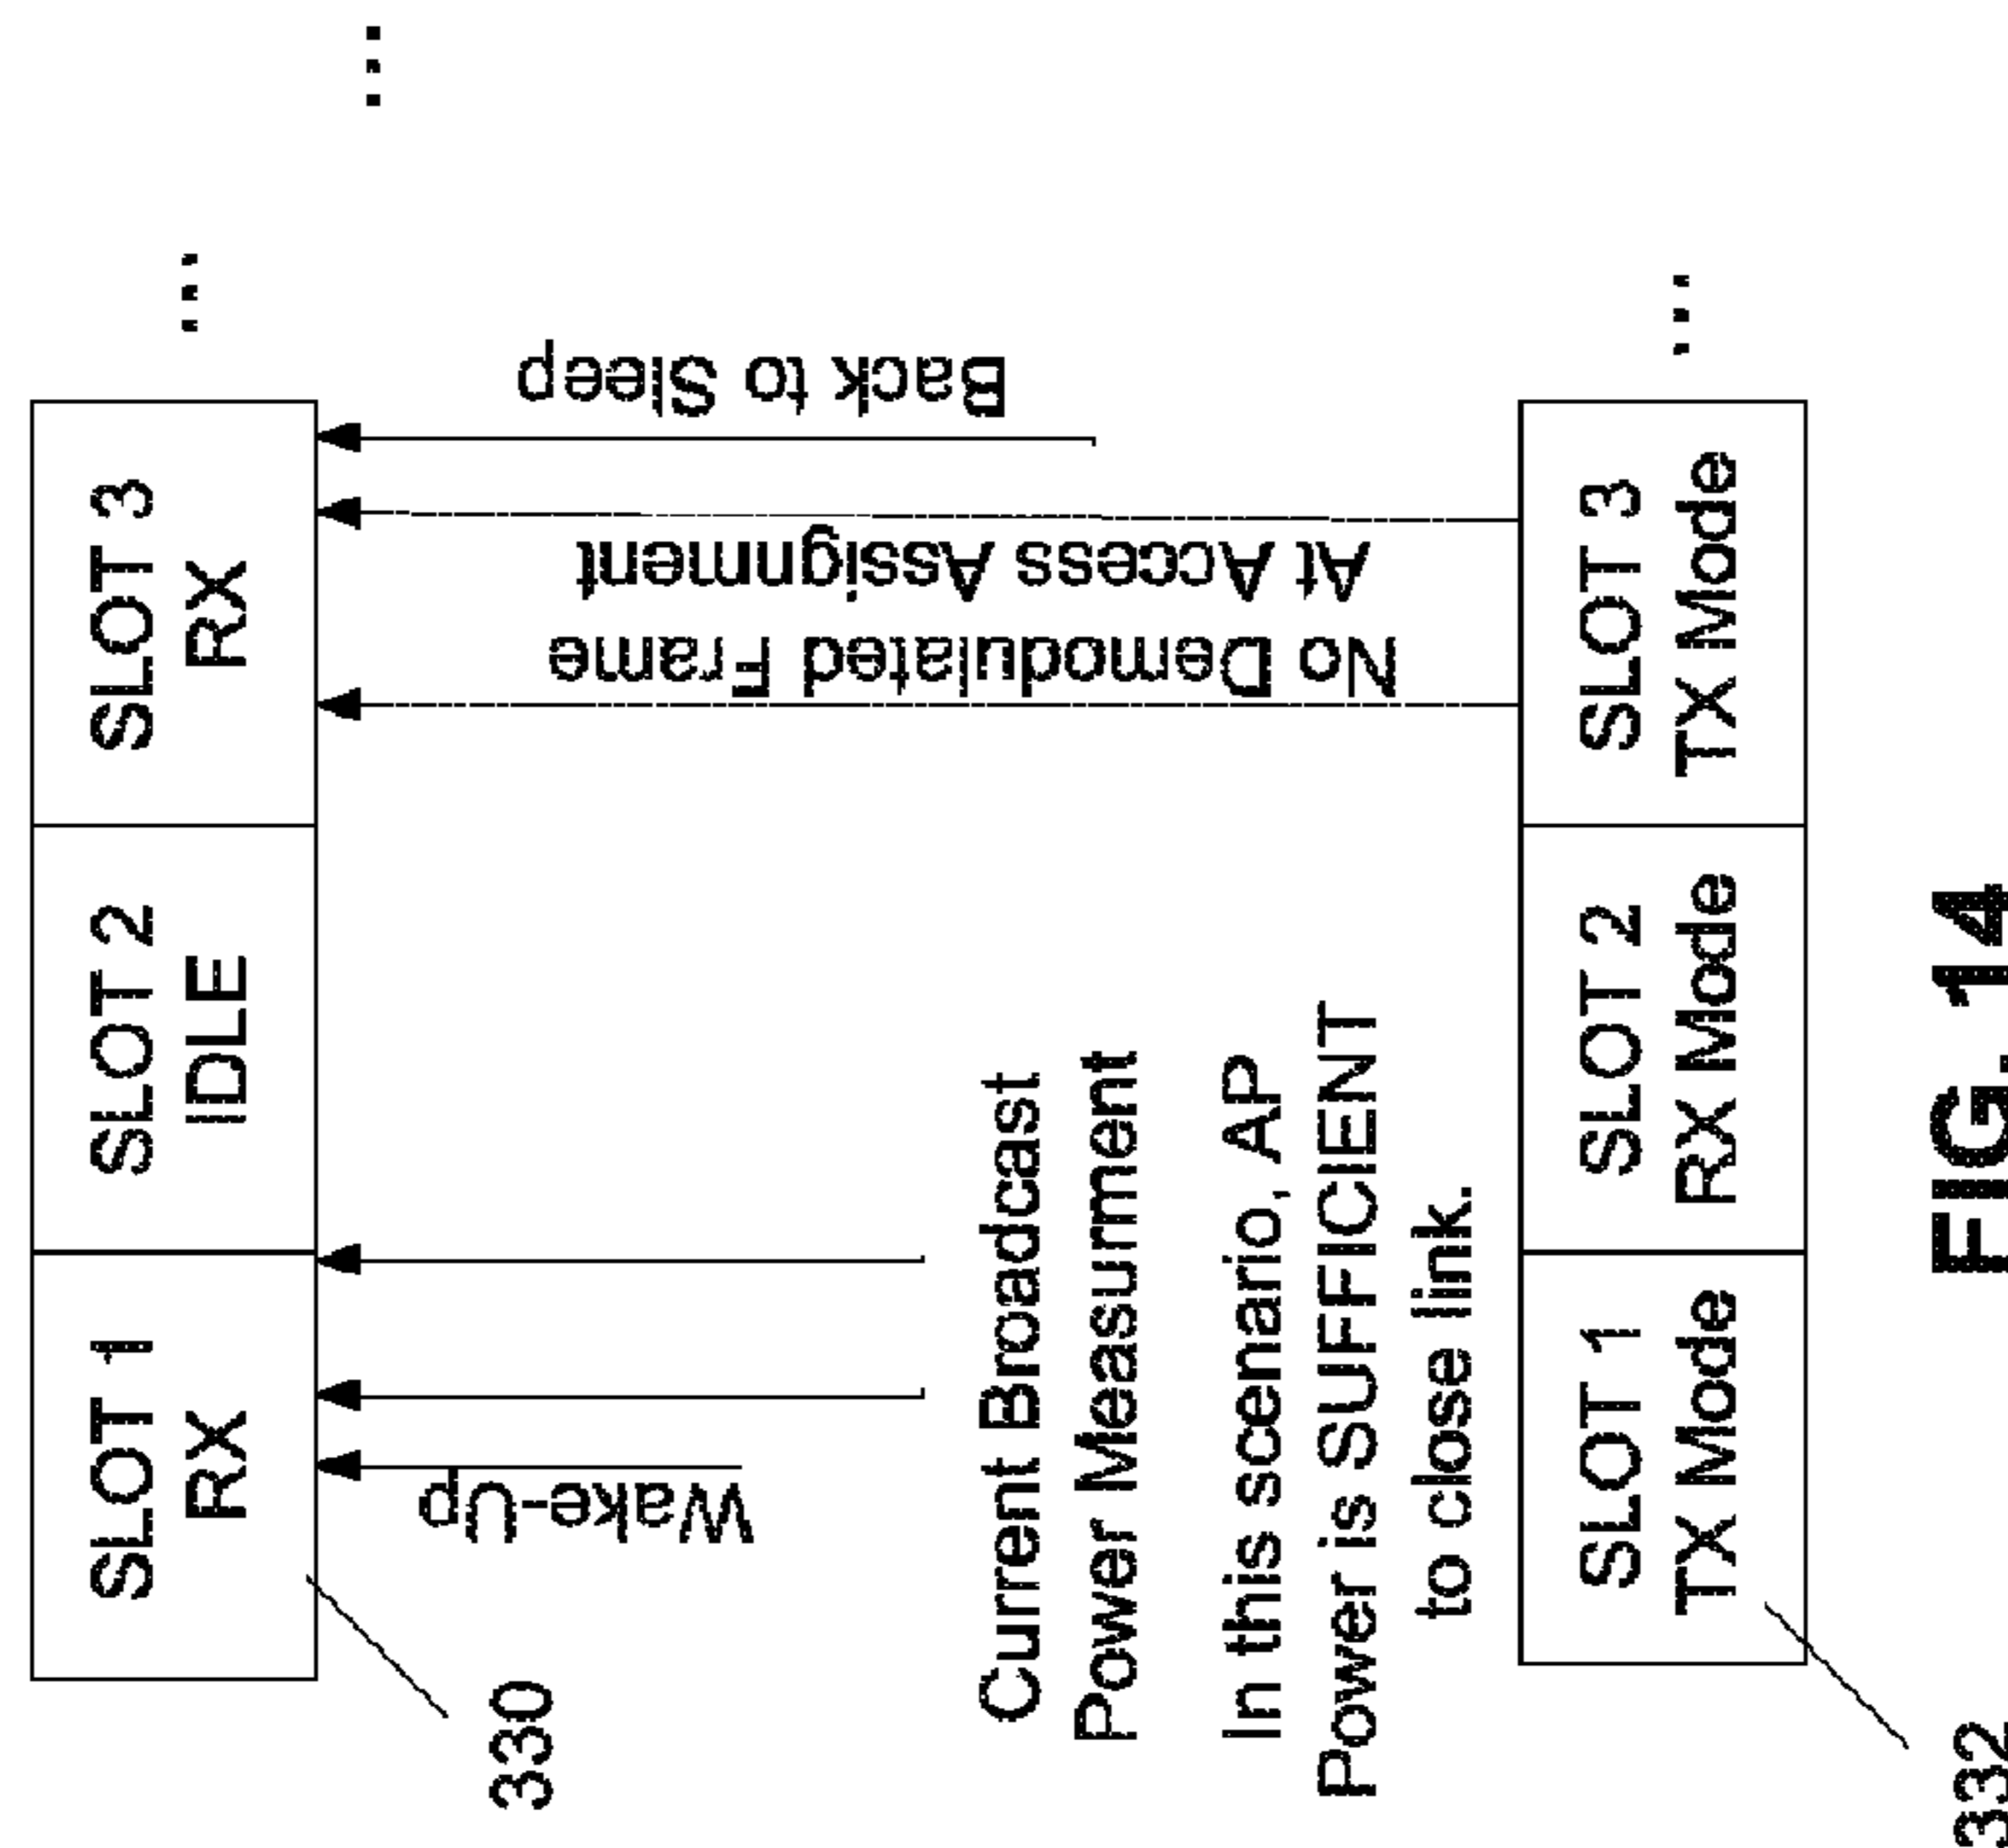 SLOT 1
RX
SLOT 2
IDLE
SLOT 3
RX
...
...
330
Wake-Up
Current Broadcast
Power Measurment
In this scenario, AP
Power is SUFFICIENT
to close link.
No Demodulated Frame
At Access Assignment
Back to Sleep
SLOT 1
TX Mode
SLOT 2
RX Mode
SLOT 3
TX Mode
...
332
FIG. 14